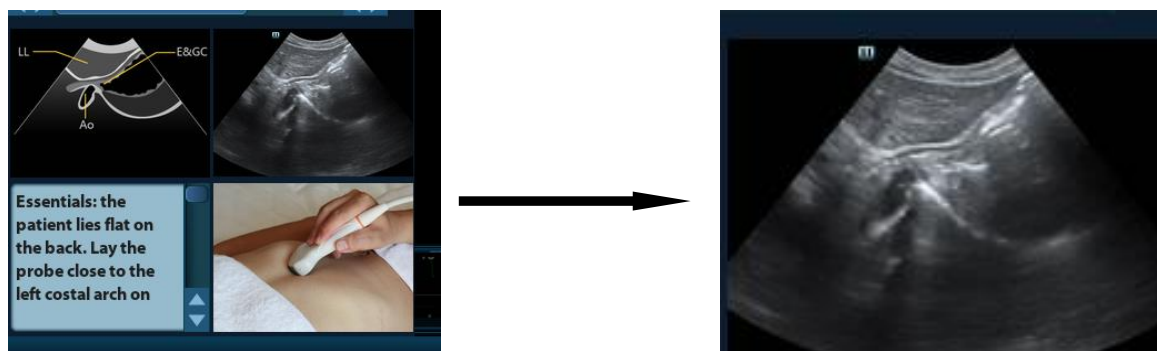 LL
E&GC
Ao
Essentials: the
patient lies flat on
the back. Lay the
probe close to the
left costal arch on